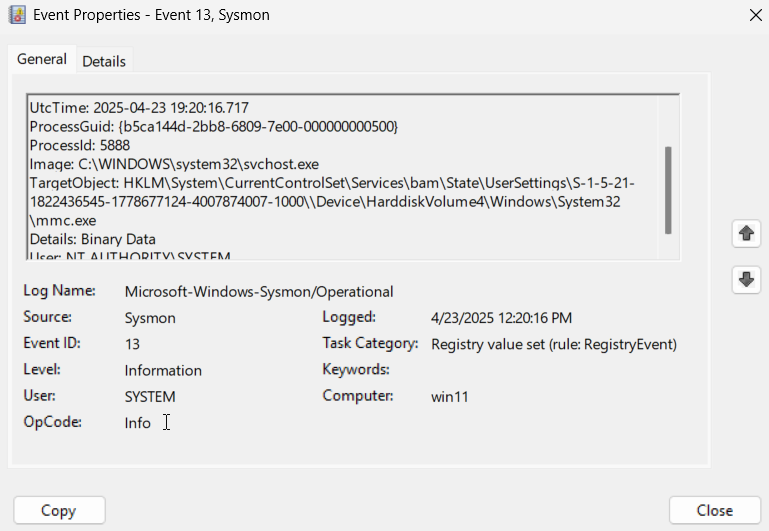 Event Properties - Event 13, Sysmon
General Details
UtcTime: 2025-04-23 19:20:16.717
ProcessGuid: {b5ca144d-2bb8-6809-7e00-000000000500}
ProcessId: 5888
Image: C:\WINDOWS\system32\svchost.exe
TargetObject: HKLM\System\CurrentControlSet\Services\bam\State\UserSettings\S-1-5-21-
1822436545-1778677124-4007874007-1000\\Device\HarddiskVolume4\Windows\System32
\mmc.exe
Details: Binary Data
User: NT AUTHORITY\SYSTEM
Log Name: Microsoft-Windows-Sysmon/Operational
Source: Sysmon Logged: 4/23/2025 12:20:16 PM
Event ID: 13 Task Category: Registry value set (rule: RegistryEvent)
Level: Information Keywords:
User: SYSTEM Computer: win11
OpCode: Info
Copy Close